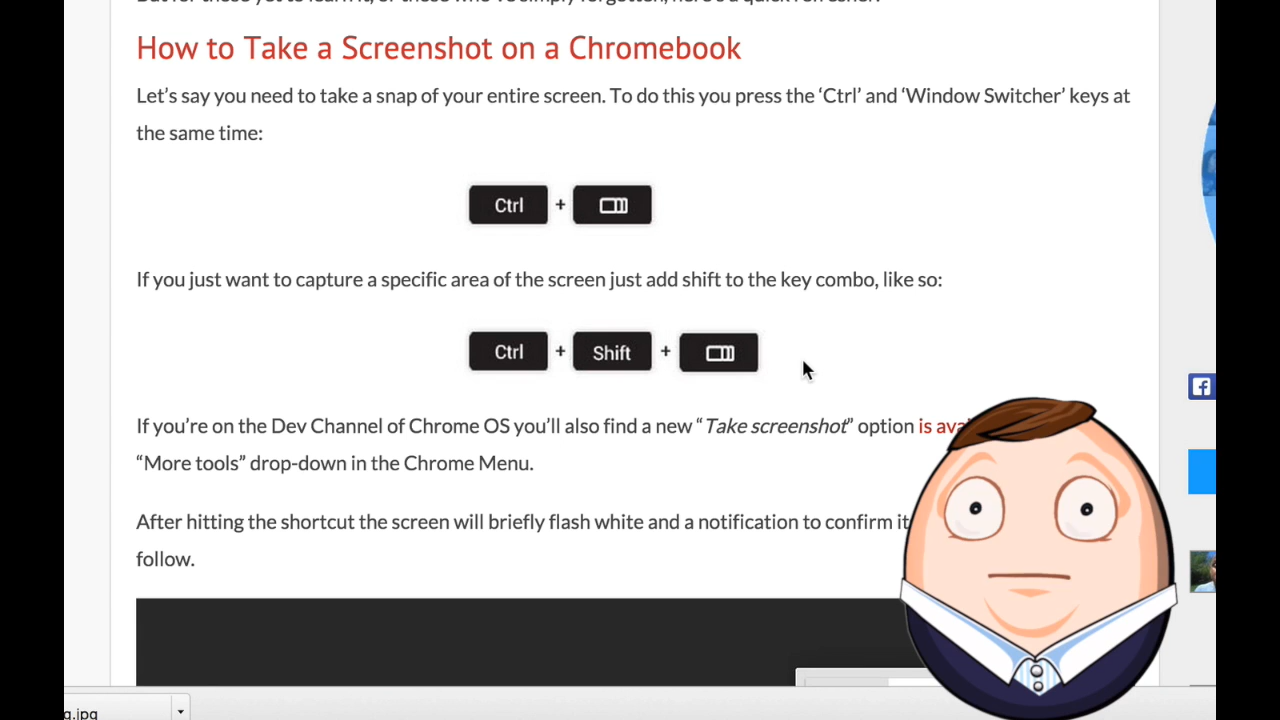 How to Take a Screenshot on a Chromebook
Let’s say you need to take a snap of your entire screen. To do this you press the ‘Ctrl’ and ‘Window Switcher’ keys at
the same time:
Ctrl +
If you just want to capture a specific area of the screen just add shift to the key combo, like so:
Ctrl + Shift +
If you’re on the Dev Channel of Chrome OS you’ll also find a new “Take screenshot” option is
“More tools” drop-down in the Chrome Menu.
After hitting the shortcut the screen will briefly flash white and a notification to confirm it
follow.
g.jpg